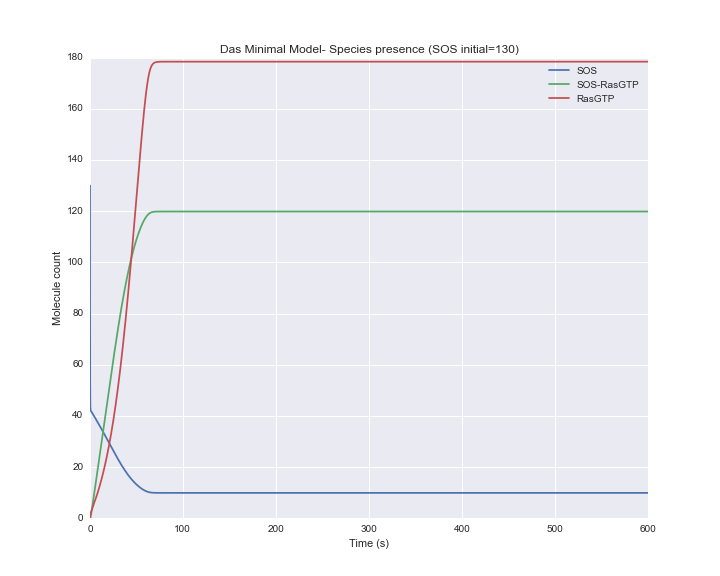 Das Minimal Model- Species presence (SOS initial=130)
SOS
SOS-RasGTP
RasGTP
Molecule count
180
160
140
120
100
80
60
40
20
0
0 100 200 300 400 500 600
Time (s)